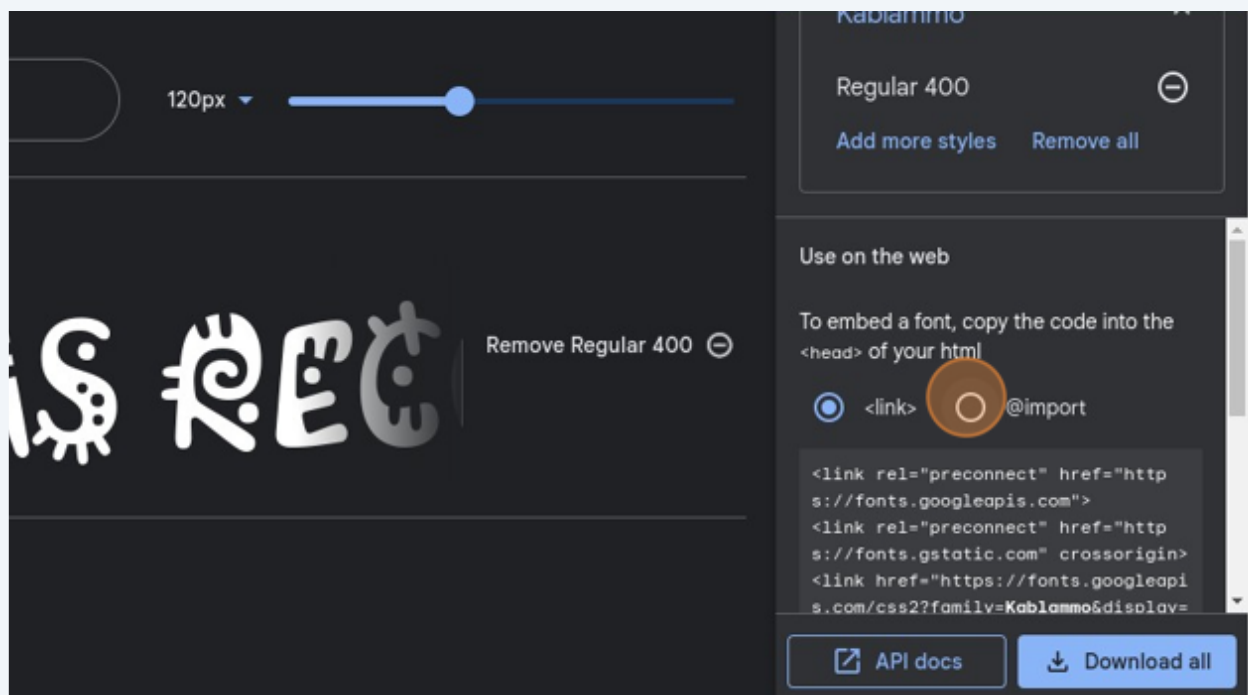 Kablammo
Regular 400
120px
Add more styles Remove all
Use on the web
To embed a font, copy the code into the
<head> of your html
AS REC
Remove Regular 400
<link> @import
<link rel="preconnect" href="http
s://fonts.googleapis.com">
<link rel="preconnect" href="http
s://fonts.gstatic.com" crossorigin>
<link href="https://fonts.googleapi
s.com/css2?family=Kablammo&display=
API docs Download all